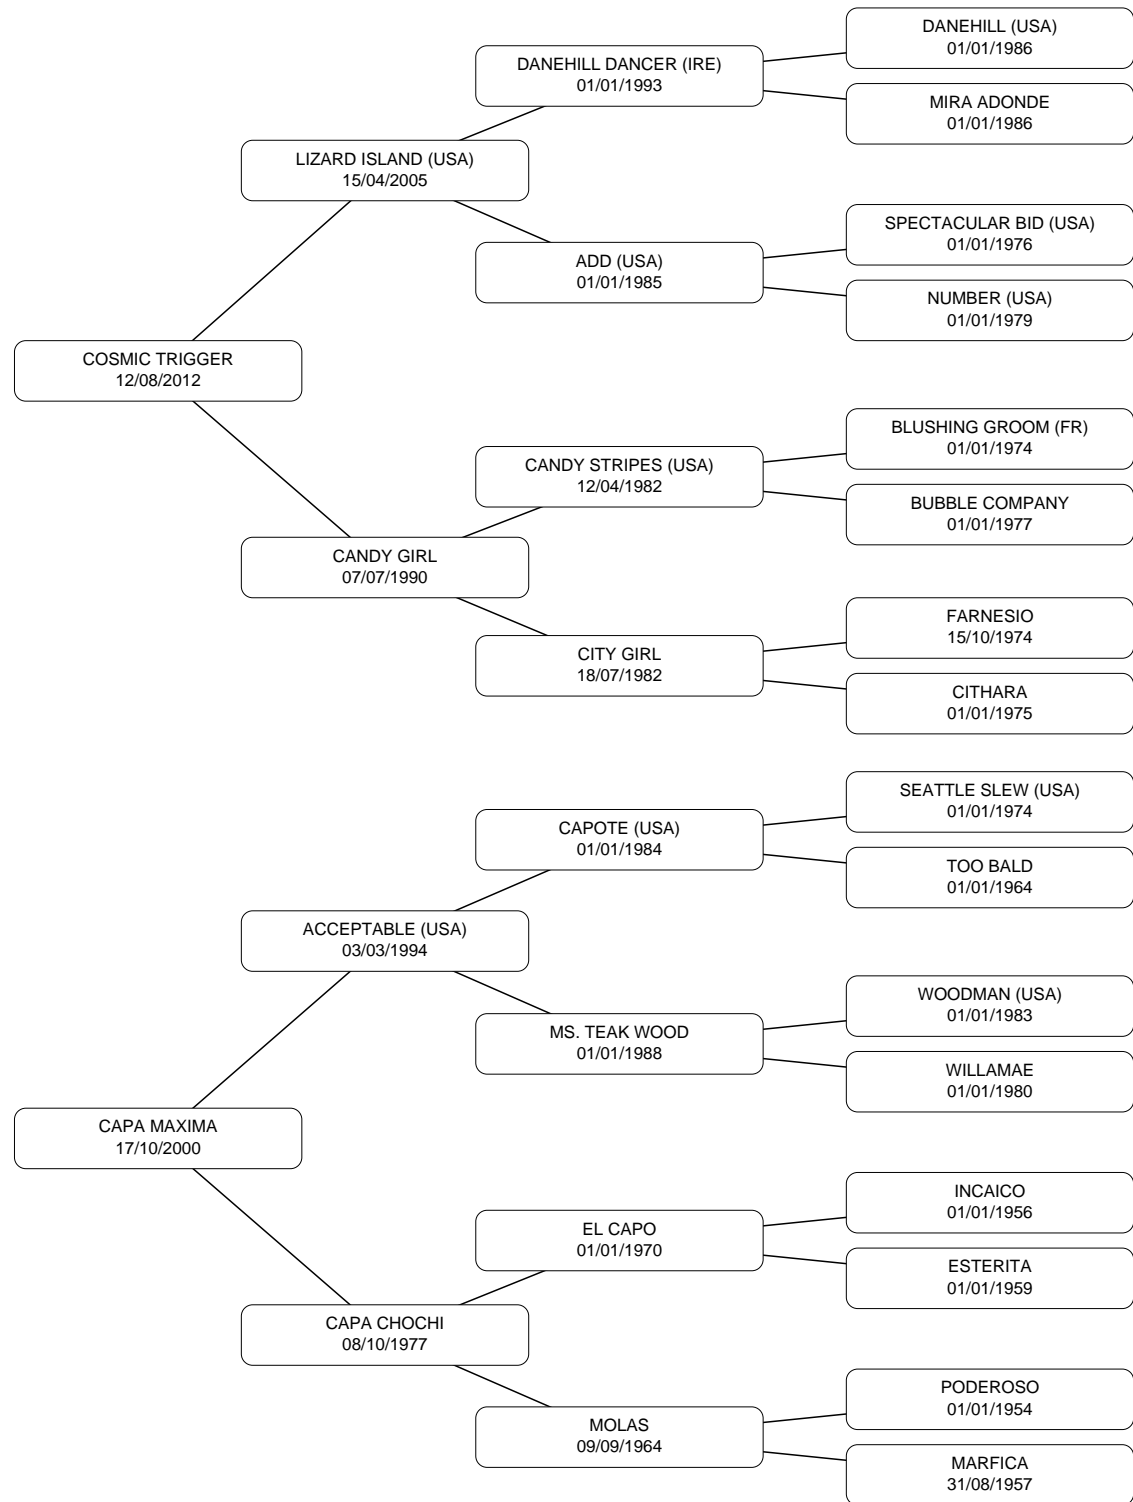 DANEHILL (USA)
01/01/1986
DANEHILL DANCER (IRE)
01/01/1993
MIRA ADONDE
01/01/1986
LIZARD ISLAND (USA)
15/04/2005
SPECTACULAR BID (USA)
01/01/1976
ADD (USA)
01/01/1985
NUMBER (USA)
01/01/1979
COSMIC TRIGGER
12/08/2012
BLUSHING GROOM (FR)
01/01/1974
CANDY STRIPES (USA)
12/04/1982
BUBBLE COMPANY
01/01/1977
CANDY GIRL
07/07/1990
FARNESIO
15/10/1974
CITY GIRL
18/07/1982
CITHARA
01/01/1975
SEATTLE SLEW (USA)
01/01/1974
CAPOTE (USA)
01/01/1984
TOO BALD
01/01/1964
ACCEPTABLE (USA)
03/03/1994
WOODMAN (USA)
01/01/1983
MS. TEAK WOOD
01/01/1988
WILLAMAE
01/01/1980
CAPA MAXIMA
17/10/2000
INCAICO
01/01/1956
EL CAPO
01/01/1970
ESTERITA
01/01/1959
CAPA CHOCHI
08/10/1977
PODEROSO
01/01/1954
MOLAS
09/09/1964
MARFICA
31/08/1957